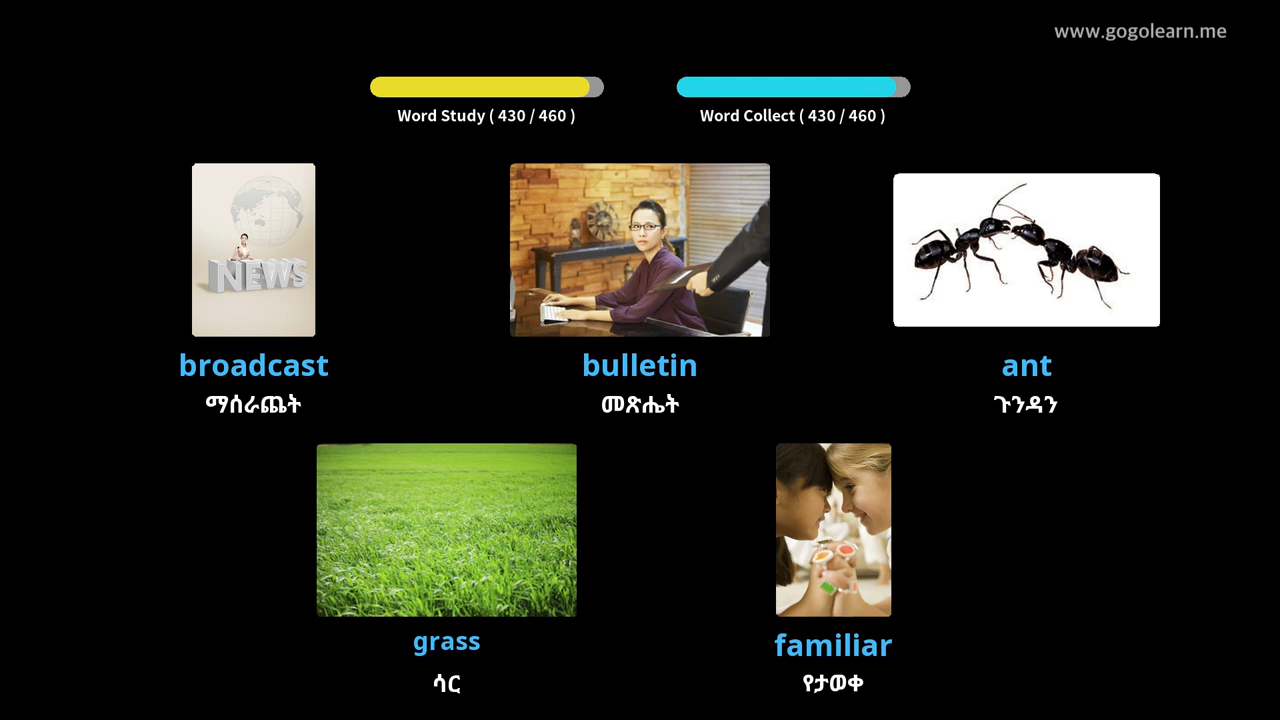 www.gogolearn.me
Word Study ( 430 / 460 )
Word Collect ( 430 / 460 )
NEWS
broadcast
ማሰራጨት
bulletin
መጽሔት
ant
ጉንዳን
grass
ሳር
familiar
የታወቀ